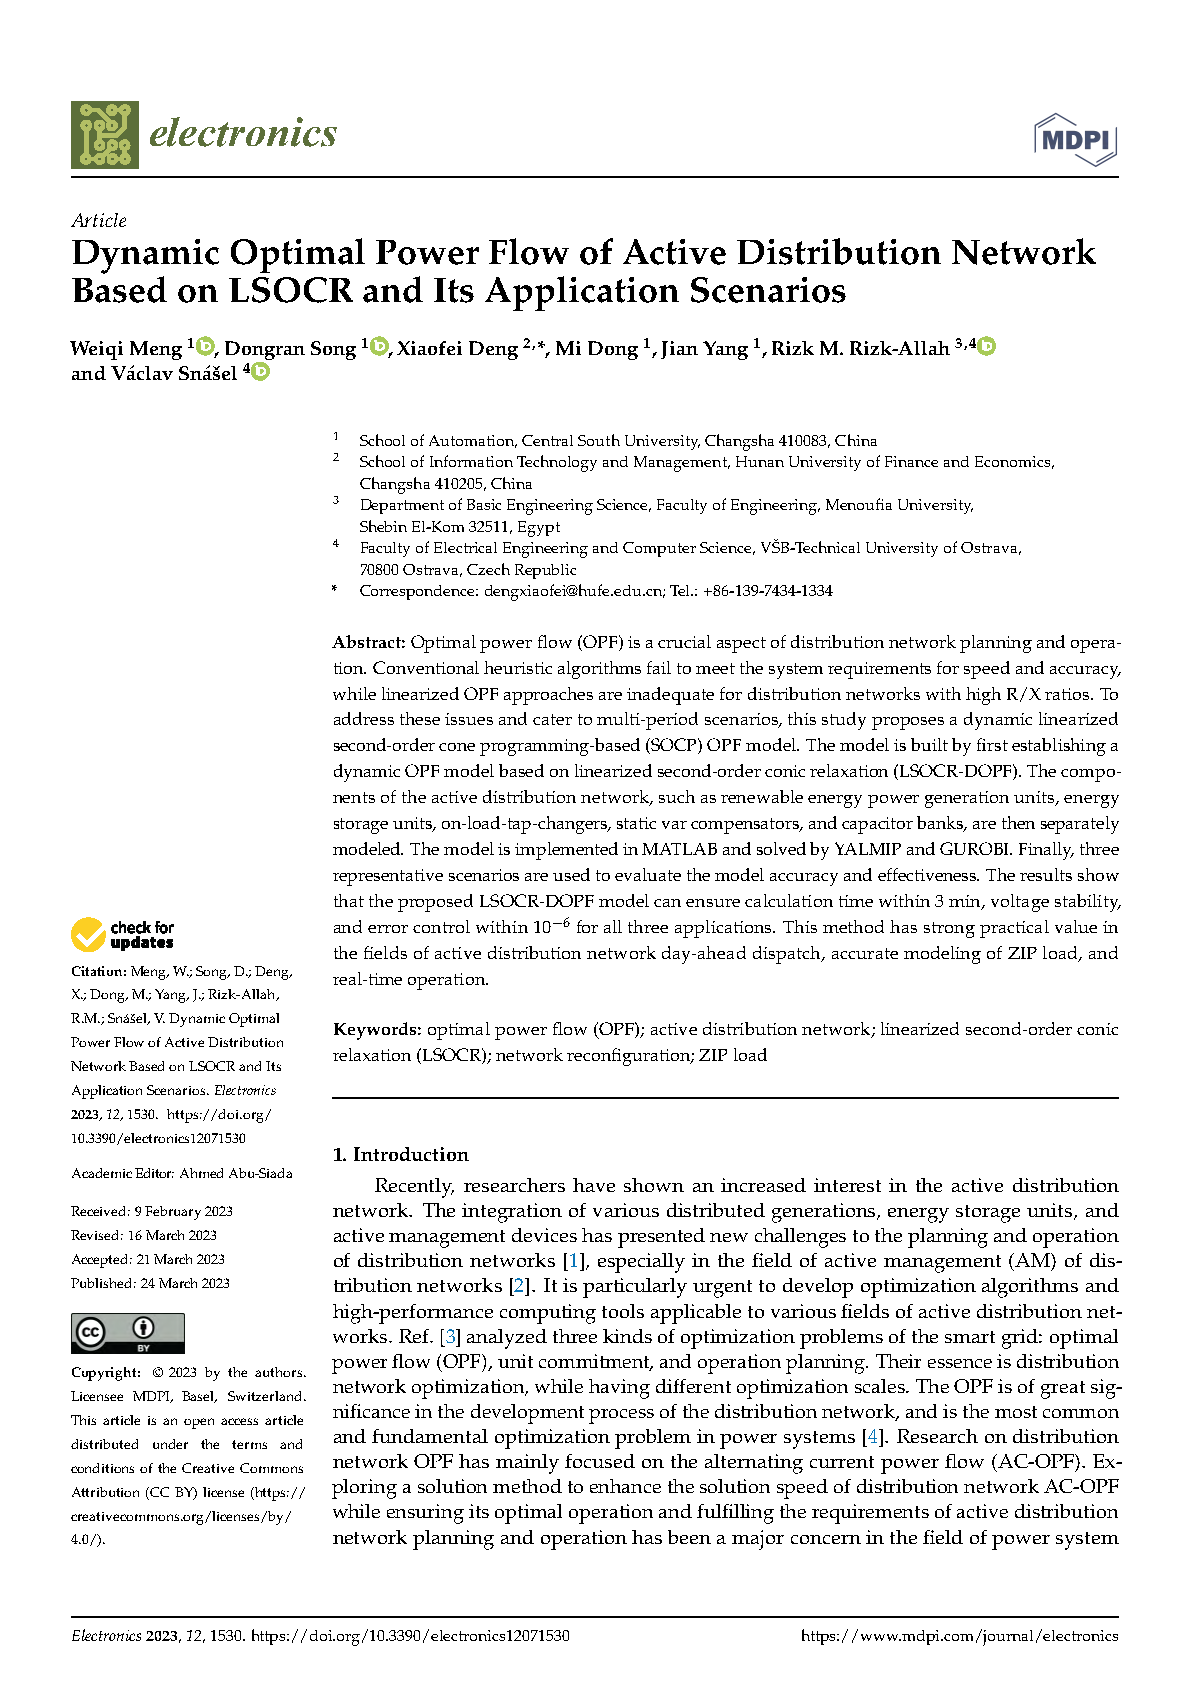 electronics
MDPI
Article
Dynamic Optimal Power Flow of Active Distribution Network
Based on LSOCR and Its Application Scenarios
Weiqi Meng 1, Dongran Song 1, Xiaofei Deng 2,*, Mi Dong 1, Jian Yang 1, Rizk M. Rizk-Allah 3,4
and Václav Snášel 4
1 School of Automation, Central South University, Changsha 410083, China
2 School of Information Technology and Management, Hunan University of Finance and Economics,
Changsha 410205, China
3 Department of Basic Engineering Science, Faculty of Engineering, Menoufia University,
Shebin El-Kom 32511, Egypt
4 Faculty of Electrical Engineering and Computer Science, VŠB-Technical University of Ostrava,
70800 Ostrava, Czech Republic
* Correspondence: dengxiaofei@hufe.edu.cn; Tel.: +86-139-7434-1334
Abstract: Optimal power flow (OPF) is a crucial aspect of distribution network planning and opera-
tion. Conventional heuristic algorithms fail to meet the system requirements for speed and accuracy,
while linearized OPF approaches are inadequate for distribution networks with high R/X ratios. To
address these issues and cater to multi-period scenarios, this study proposes a dynamic linearized
second-order cone programming-based (SOCP) OPF model. The model is built by first establishing a
dynamic OPF model based on linearized second-order conic relaxation (LSOCR-DOPF). The compo-
nents of the active distribution network, such as renewable energy power generation units, energy
storage units, on-load-tap-changers, static var compensators, and capacitor banks, are then separately
modeled. The model is implemented in MATLAB and solved by YALMIP and GUROBI. Finally, three
representative scenarios are used to evaluate the model accuracy and effectiveness. The results show
that the proposed LSOCR-DOPF model can ensure calculation time within 3 min, voltage stability,
and error control within 10−6 for all three applications. This method has strong practical value in
the fields of active distribution network day-ahead dispatch, accurate modeling of ZIP load, and
real-time operation.
Keywords: optimal power flow (OPF); active distribution network; linearized second-order conic
relaxation (LSOCR); network reconfiguration; ZIP load
check for
updates
Citation: Meng, W.; Song, D.; Deng,
X.; Dong, M.; Yang, J.; Rizk-Allah,
R.M.; Snášel, V. Dynamic Optimal
Power Flow of Active Distribution
Network Based on LSOCR and Its
Application Scenarios. Electronics
2023, 12, 1530. https://doi.org/
10.3390/electronics12071530
Academic Editor: Ahmed Abu-Siada
Received: 9 February 2023
Revised: 16 March 2023
Accepted: 21 March 2023
Published: 24 March 2023
cc
BY
Copyright: © 2023 by the authors.
Licensee MDPI, Basel, Switzerland.
This article is an open access article
distributed under the terms and
conditions of the Creative Commons
Attribution (CC BY) license (https://
creativecommons.org/licenses/by/
4.0/).
1. Introduction
Recently, researchers have shown an increased interest in the active distribution
network. The integration of various distributed generations, energy storage units, and
active management devices has presented new challenges to the planning and operation
of distribution networks [1], especially in the field of active management (AM) of dis-
tribution networks [2]. It is particularly urgent to develop optimization algorithms and
high-performance computing tools applicable to various fields of active distribution net-
works. Ref. [3] analyzed three kinds of optimization problems of the smart grid: optimal
power flow (OPF), unit commitment, and operation planning. Their essence is distribution
network optimization, while having different optimization scales. The OPF is of great sig-
nificance in the development process of the distribution network, and is the most common
and fundamental optimization problem in power systems [4]. Research on distribution
network OPF has mainly focused on the alternating current power flow (AC-OPF). Ex-
ploring a solution method to enhance the solution speed of distribution network AC-OPF
while ensuring its optimal operation and fulfilling the requirements of active distribution
network planning and operation has been a major concern in the field of power system
Electronics 2023, 12, 1530. https://doi.org/10.3390/electronics12071530
https://www.mdpi.com/journal/electronics